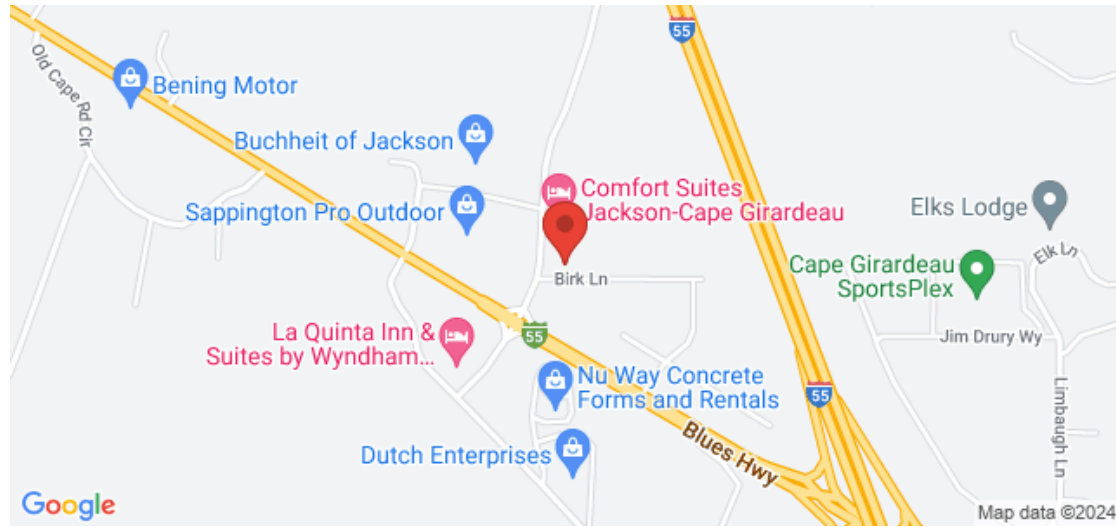 55
Old Cape Rd Clr
Bening Motor
Buchheit of Jackson
Comfort Suites
Jackson-Cape Girardeau
Sappington Pro Outdoor
Elks Lodge
Elk Ln
Cape Girardeau
SportsPlex
Birk Ln
55
La Quinta Inn &
Suites by Wyndham...
Jim Drury Wy
Nu Way Concrete
Forms and Rentals
55
Limbaugh Ln
Blues Hwy
Dutch Enterprises
Google
Map data ©2024